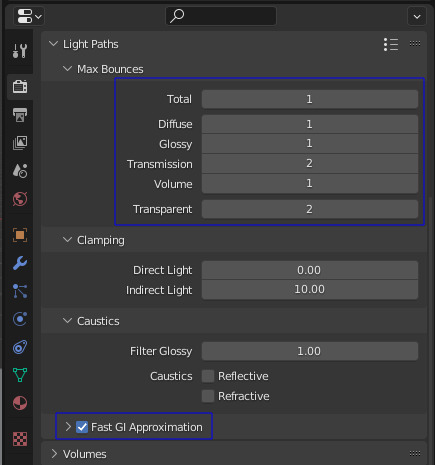 Light Paths
Max Bounces
Total 1
Diffuse 1
Glossy 1
Transmission 2
Volume 1
Transparent 2
Clamping
Direct Light 0.00
Indirect Light 10.00
Caustics
Filter Glossy 1.00
Caustics Reflective
Refractive
Fast GI Approximation
Volumes